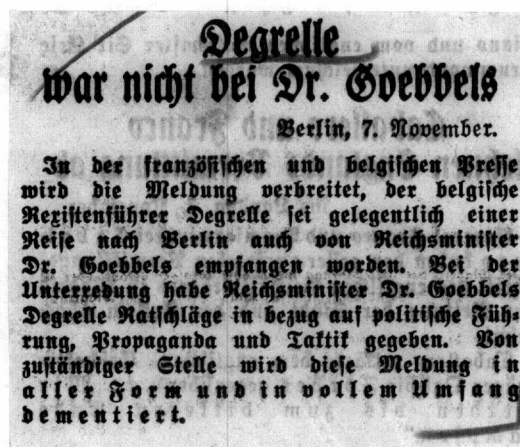 Degrelle
war nicht bei Dr. Goebbels
Berlin, 7. November.
In der französischen und belgischen Presse
wird die Meldung verbreitet, der belgische
Rexistenführer Degrelle sei gelegentlich einer
Reise nach Berlin auch von Reichsminister
Dr. Goebbels empfangen worden. Bei der
Unterredung habe Reichsminister Dr. Goebbels
Degrelle Ratschläge in bezug auf politische Füh-
rung, Propaganda und Taktik gegeben. Von
zuständiger Stelle wird diese Meldung in
aller Form und in vollem Umfang
dementiert.